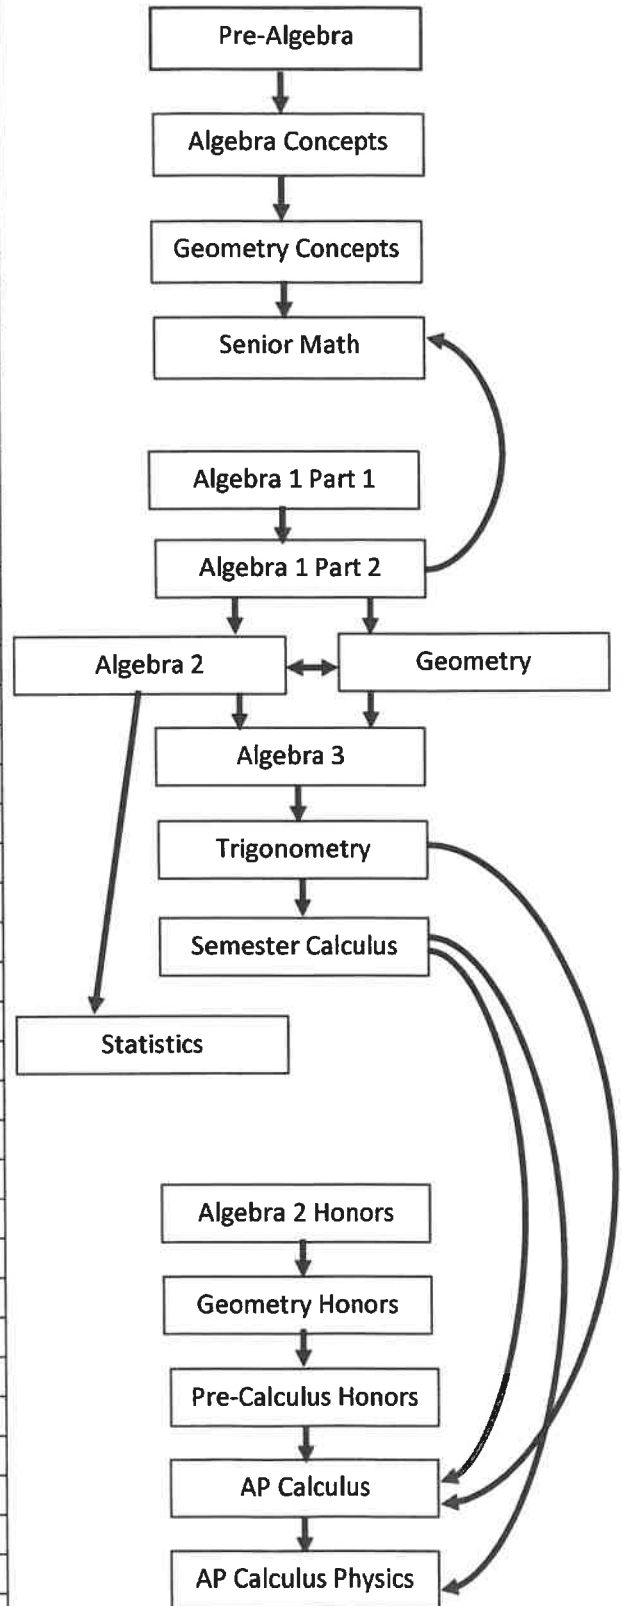 Pre-Algebra
Algebra Concepts
Geometry Concepts
Senior Math
Algebra 1 Part 1
Algebra 1 Part 2
Algebra 2
Geometry
Algebra 3
Trigonometry
Semester Calculus
Statistics
Algebra 2 Honors
Geometry Honors
Pre-Calculus Honors
AP Calculus
AP Calculus Physics